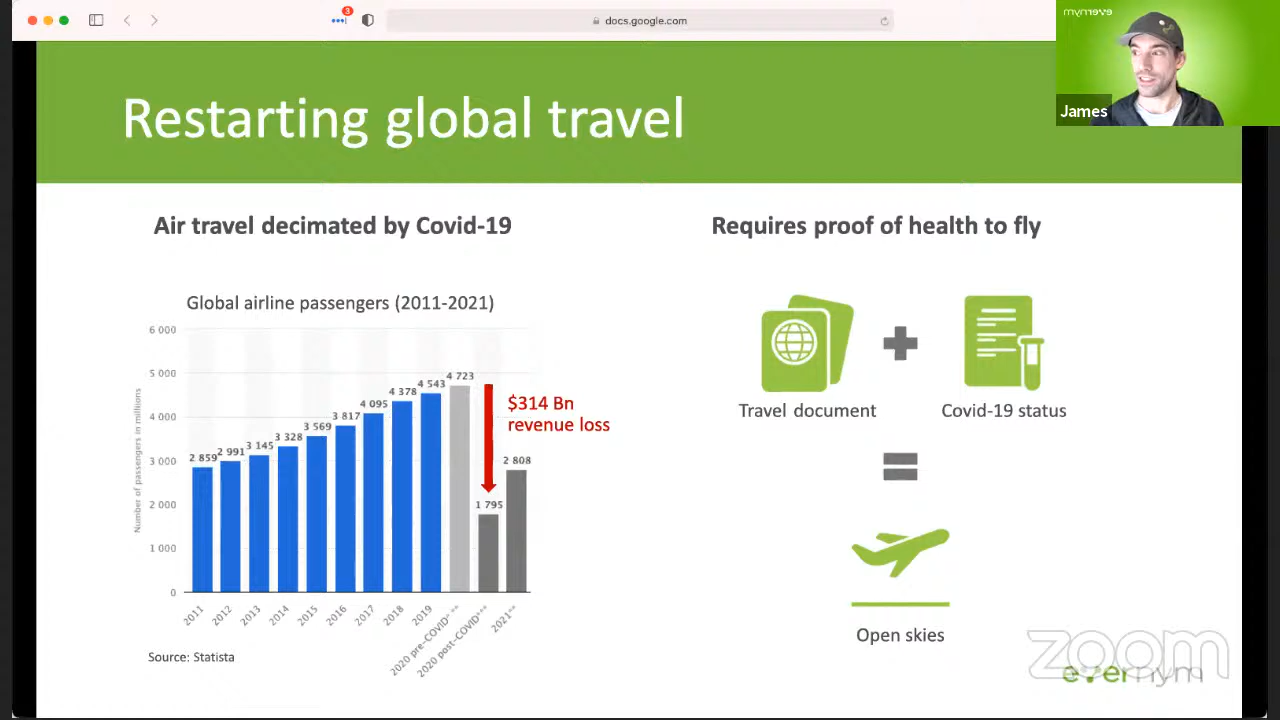 3
docs.google.com
evernym
James
Restarting global travel
Air travel decimated by Covid-19
Requires proof of health to fly
Global airline passengers (2011-2021)
Number of passengers in millions
6 000
5 000
4 000
3 000
2 000
1 000
0
2 859
2 991
3 145
3 328
3 569
3 817
4 095
4 378
4 543
4 723
1 795
2 808
$314 Bn
revenue loss
2011
2012
2013
2014
2015
2016
2017
2018
2019
2020 pre-COVID* **
2020 post-COVID***
2021**
Source: Statista
Travel document
Covid-19 status
Open skies
zoom
evernym